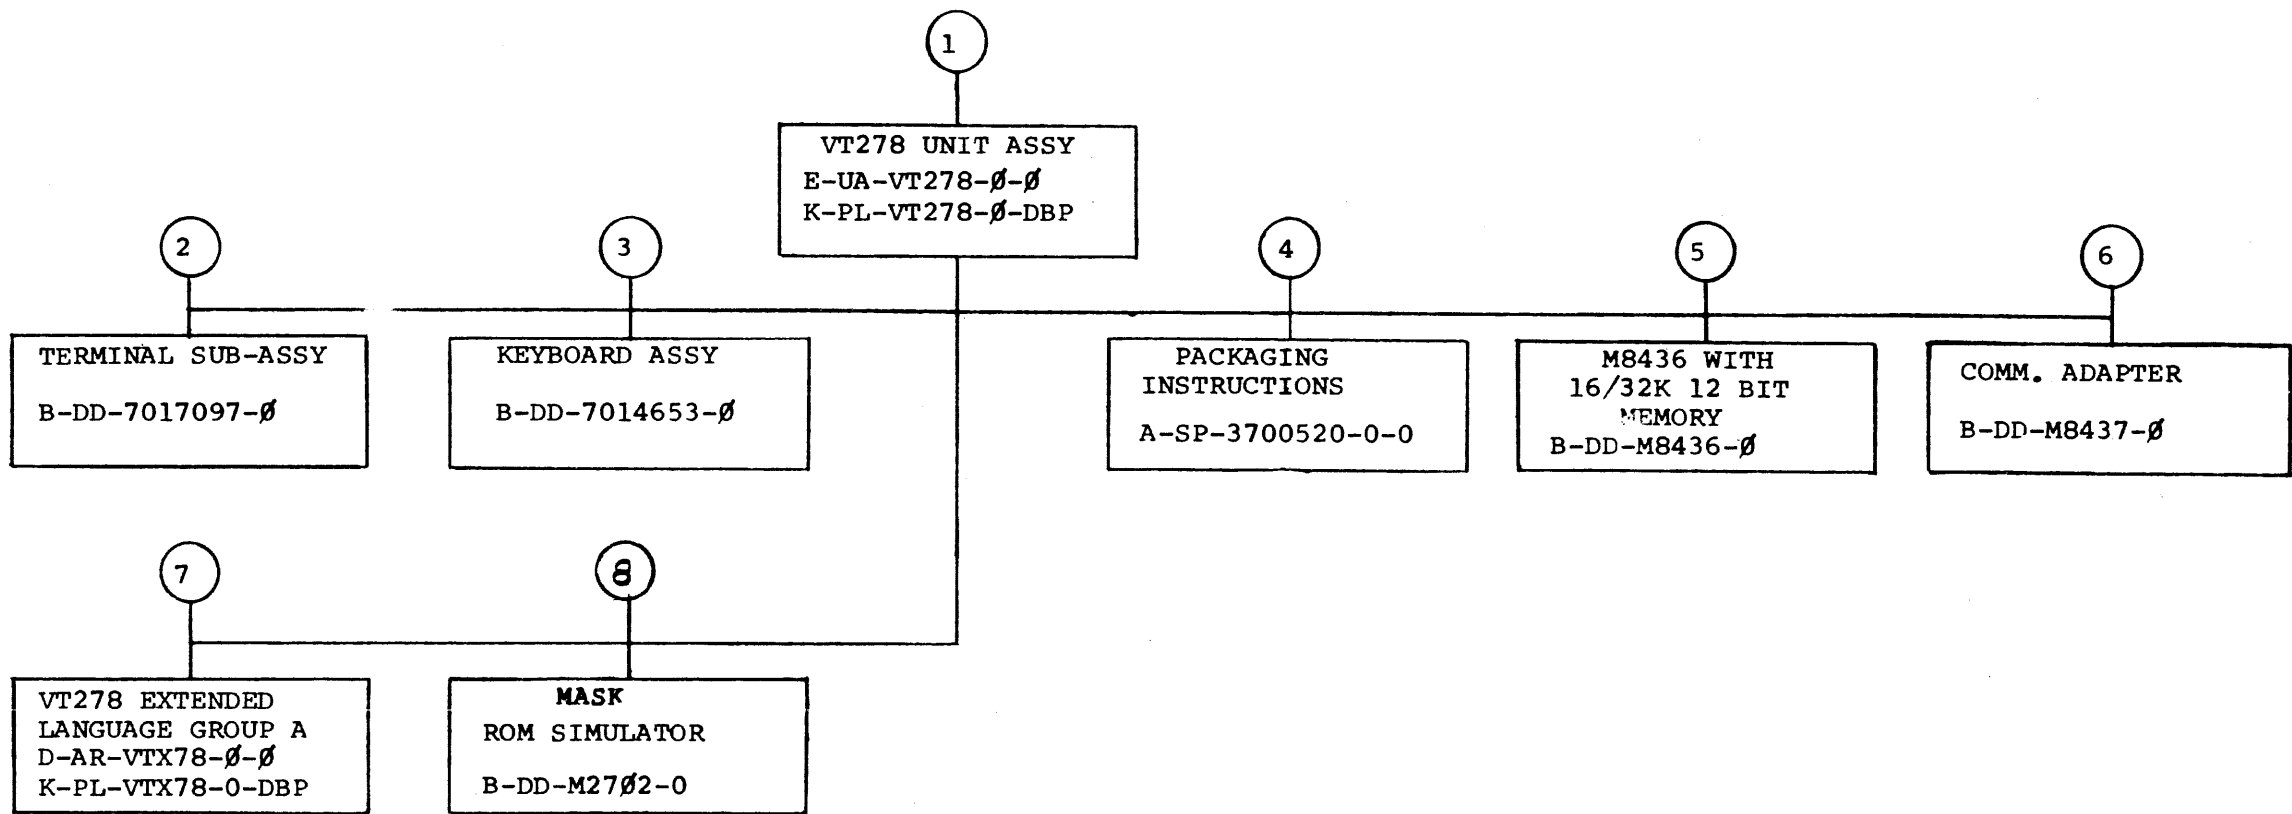 1
VT278 UNIT ASSY
E-UA-VT278-Ø-Ø
K-PL-VT278-Ø-DBP
2
3
4
5
6
TERMINAL SUB-ASSY
B-DD-7017097-Ø
KEYBOARD ASSY
B-DD-7014653-Ø
PACKAGING
INSTRUCTIONS
A-SP-3700520-0-0
M8436 WITH
16/32K 12 BIT
MEMORY
B-DD-M8436-Ø
COMM. ADAPTER
B-DD-M8437-Ø
7
8
VT278 EXTENDED
LANGUAGE GROUP A
D-AR-VTX78-Ø-Ø
K-PL-VTX78-0-DBP
MASK
ROM SIMULATOR
B-DD-M27Ø2-0